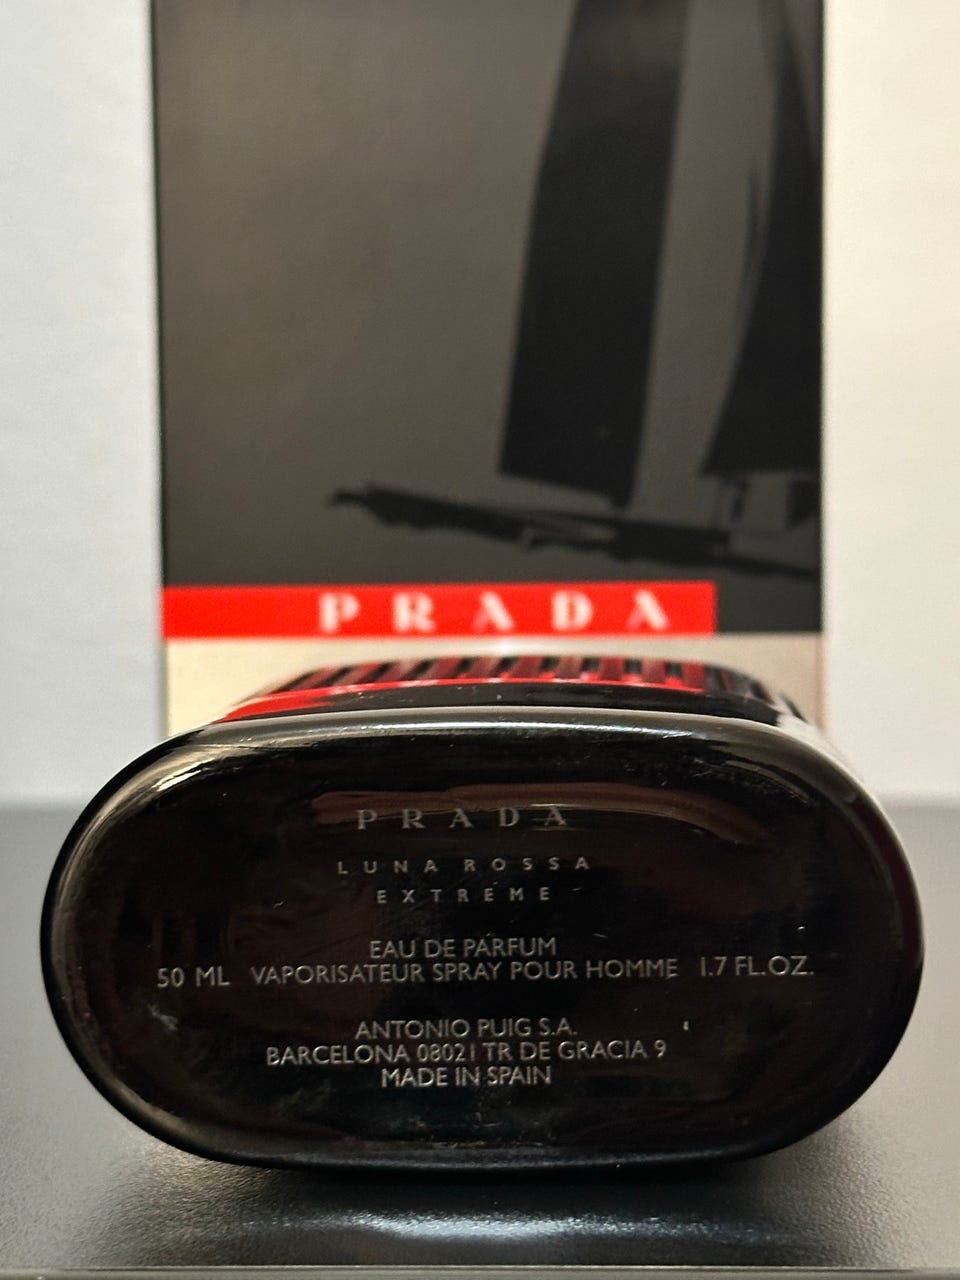 PRADA
PRADA
LUNA ROSSA
EXTREME
EAU DE PARFUM
50 ML VAPORISATEUR SPRAY POUR HOMME 1.7 FL.OZ.
ANTONIO PUIG S.A.
BARCELONA 08021 TR DE GRACIA 9
MADE IN SPAIN